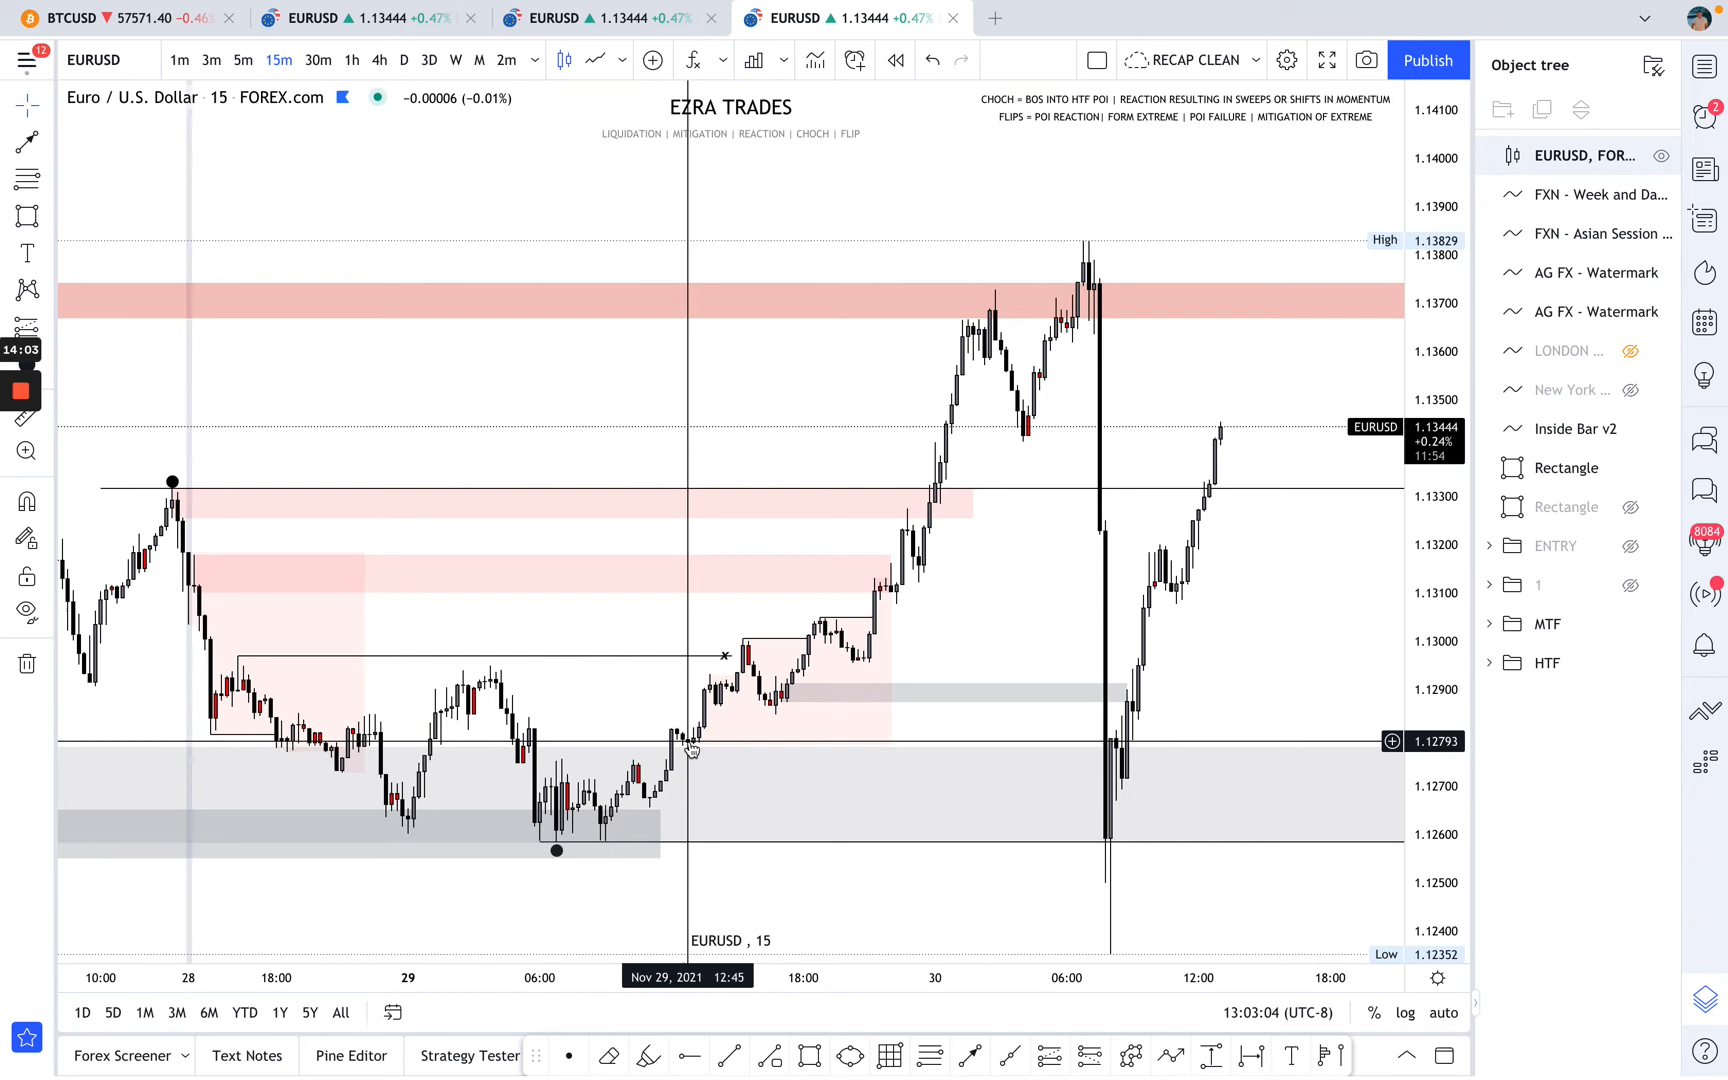 BTCUSD ▼ 57571.40 −0.46%
EURUSD ▲ 1.13444 +0.47%
EURUSD ▲ 1.13444 +0.47%
EURUSD ▲ 1.13444 +0.47%
12
EURUSD 1m 3m 5m 15m 30m 1h 4h D 3D W M 2m
RECAP CLEAN
Publish
Object tree
Euro / U.S. Dollar · 15 · FOREX.com −0.00006 (−0.01%)
EZRA TRADES
LIQUIDATION | MITIGATION | REACTION | CHOCH | FLIP
CHOCH = BOS INTO HTF POI | REACTION RESULTING IN SWEEPS OR SHIFTS IN MOMENTUM
FLIPS = POI REACTION| FORM EXTREME | POI FAILURE | MITIGATION OF EXTREME
1.14100
1.14000
1.13900
High 1.13829
1.13800
1.13700
1.13600
1.13500
EURUSD 1.13444
+0.24%
11:54
1.13300
1.13200
1.13100
1.13000
1.12900
1.12793
1.12700
1.12600
1.12500
1.12400
Low 1.12352
14:03
x
EURUSD , 15
10:00 28 18:00 29 06:00 Nov 29, 2021 12:45 18:00 30 06:00 12:00 18:00
1D 5D 1M 3M 6M YTD 1Y 5Y All
13:03:04 (UTC-8) % log auto
Forex Screener Text Notes Pine Editor Strategy Tester
EURUSD, FOR...
FXN - Week and Da...
FXN - Asian Session ...
AG FX - Watermark
AG FX - Watermark
LONDON ...
New York ...
Inside Bar v2
Rectangle
Rectangle
ENTRY
1
MTF
HTF
2
8084